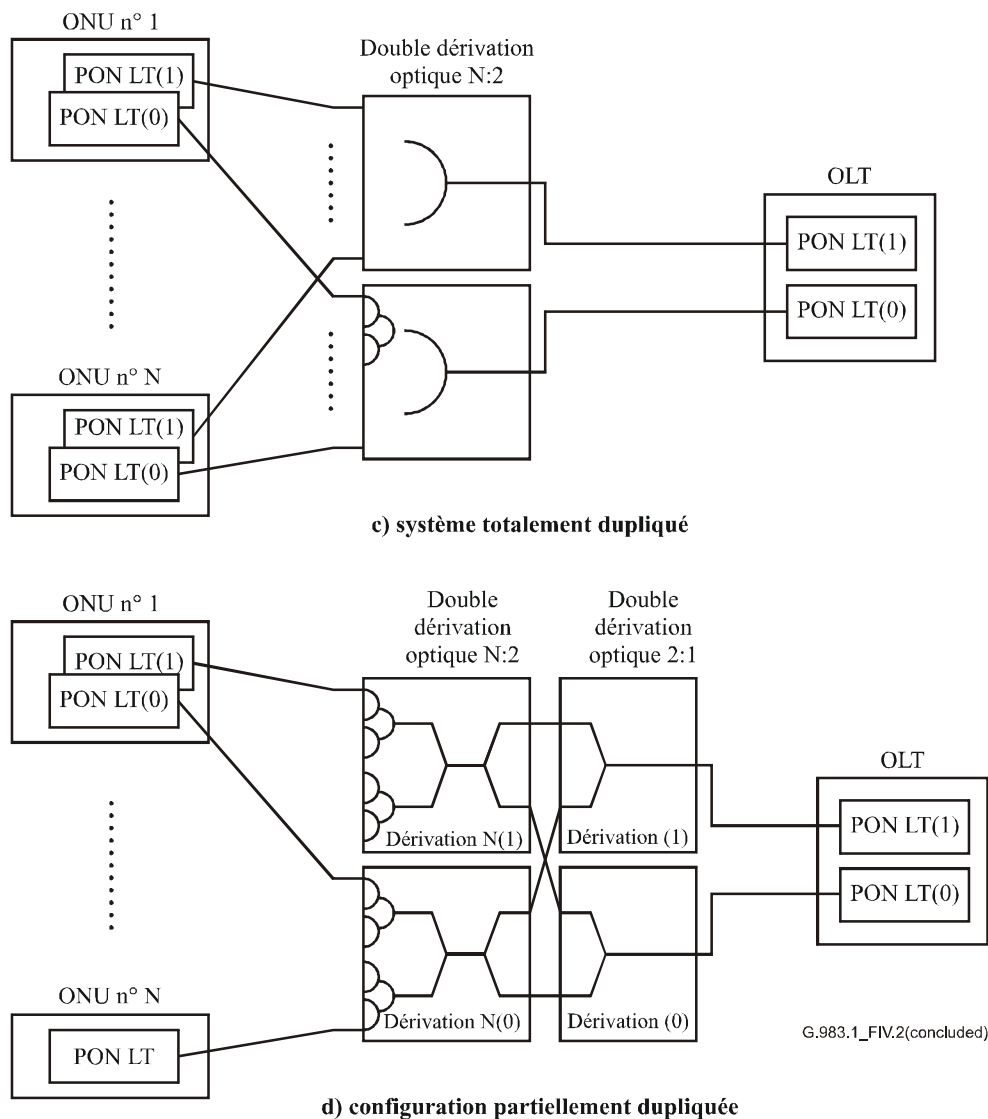 ONU n° 1
PON LT(1)
PON LT(0)
Double dérivation
optique N:2
OLT
PON LT(1)
PON LT(0)
ONU n° N
PON LT(1)
PON LT(0)
c) système totalement dupliqué
ONU n° 1
PON LT(1)
PON LT(0)
Double
dérivation
optique N:2
Double
dérivation
optique 2:1
Dérivation N(1)
Dérivation (1)
OLT
PON LT(1)
PON LT(0)
ONU n° N
PON LT
Dérivation N(0)
Dérivation (0)
G.983.1_FIV.2(concluded)
d) configuration partiellement dupliquée